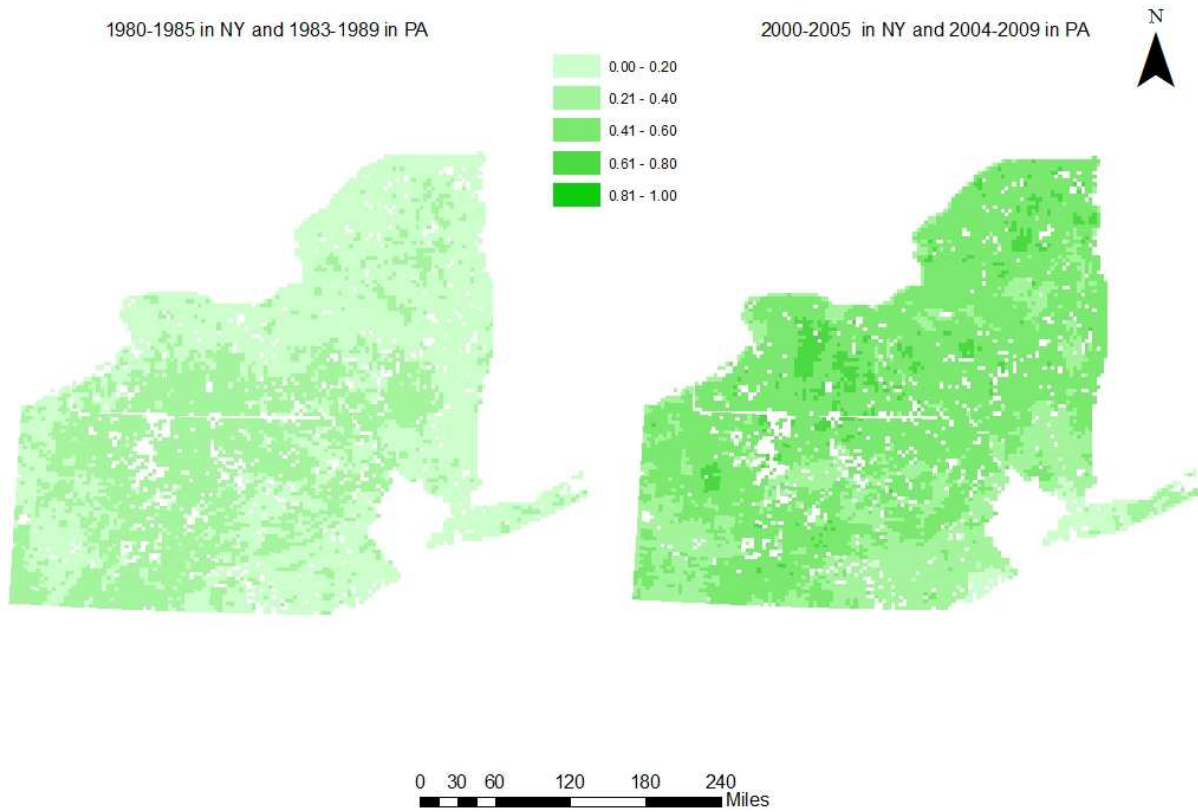 1980-1985 in NY and 1983-1989 in PA
2000-2005 in NY and 2004-2009 in PA
N
0.00 - 0.20
0.21 - 0.40
0.41 - 0.60
0.61 - 0.80
0.81 - 1.00
0 30 60 120 180 240
Miles